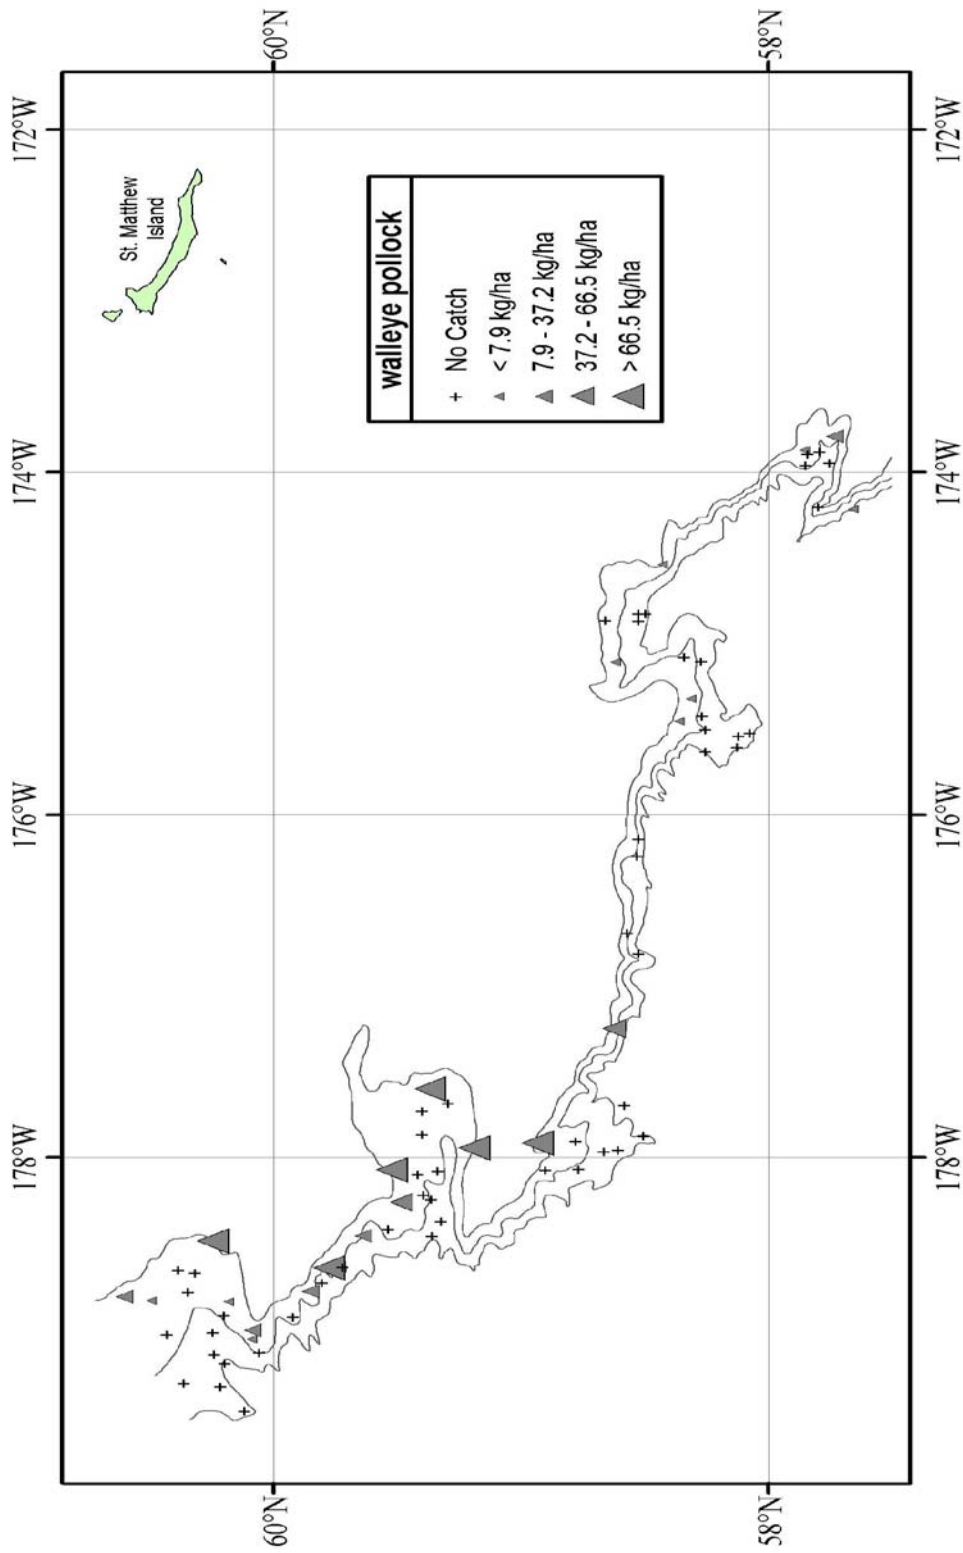 178°W
176°W
174°W
172°W
60°N
60°N
St. Matthew
Island
walleye pollock
No Catch
< 7.9 kg/ha
7.9 - 37.2 kg/ha
37.2 - 66.5 kg/ha
> 66.5 kg/ha
58°N
58°N
178°W
176°W
174°W
172°W